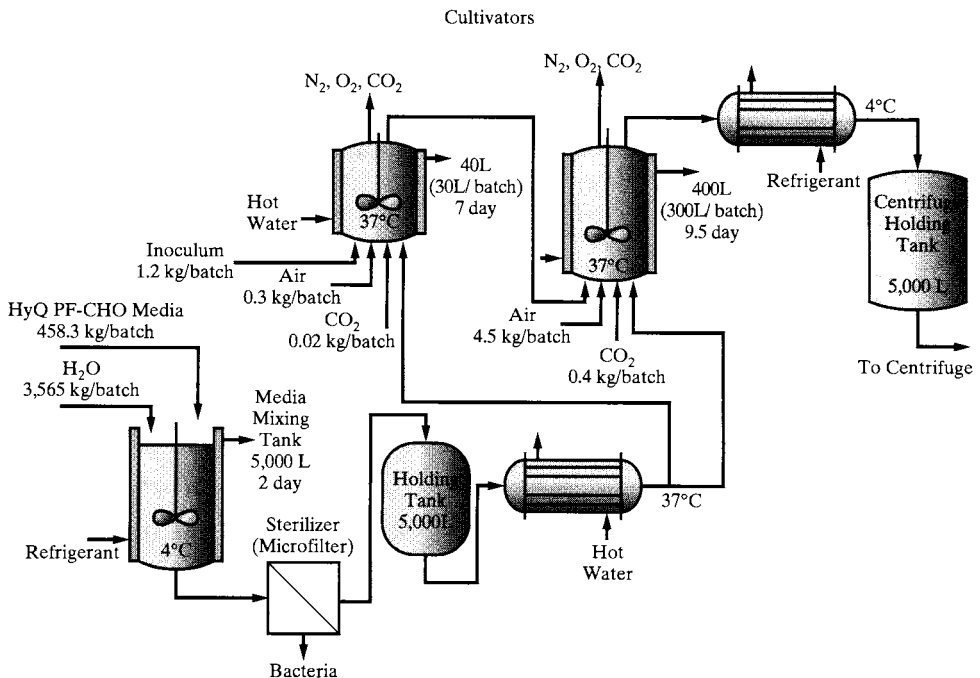 Cultivators
N₂, O₂, CO₂
N₂, O₂, CO₂
4°C
40L
(30L/ batch)
7 day
400L
(300L/ batch)
9.5 day
Refrigerant
Hot
Water
37°C
37°C
Centrifuge
Holding
Tank
5,000 L
Inoculum
1.2 kg/batch
Air
0.3 kg/batch
CO₂
0.02 kg/batch
Air
4.5 kg/batch
CO₂
0.4 kg/batch
To Centrifuge
HyQ PF-CHO Media
458.3 kg/batch
H₂O
3,565 kg/batch
Media
Mixing
Tank
5,000 L
2 day
Holding
Tank
5,000L
37°C
Sterilizer
(Microfilter)
Refrigerant
4°C
Hot
Water
Bacteria